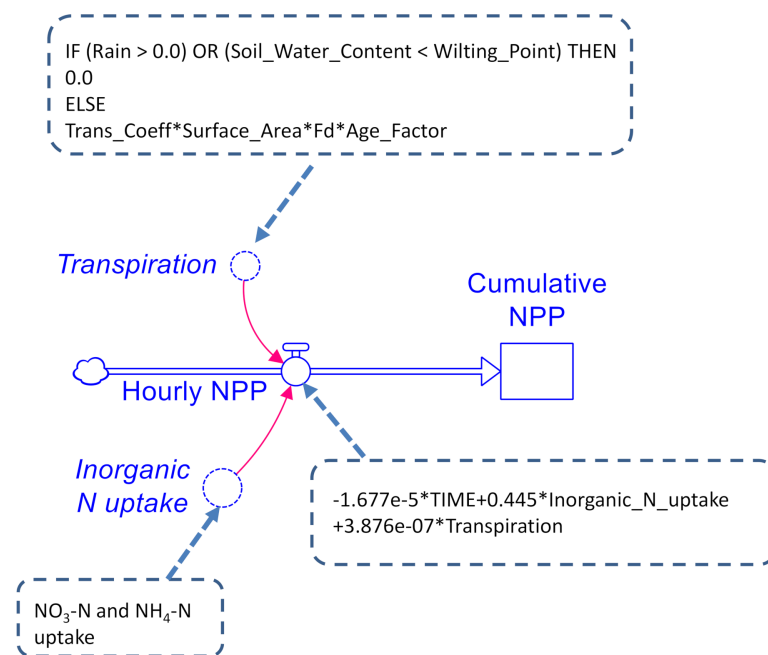 IF (Rain > 0.0) OR (Soil_Water_Content < Wilting_Point) THEN
0.0
ELSE
Trans_Coeff*Surface_Area*Fd*Age_Factor
Transpiration
Cumulative
NPP
Hourly NPP
Inorganic
N uptake
-1.677e-5*TIME+0.445*Inorganic_N_uptake
+3.876e-07*Transpiration
NO₃-N and NH₄-N
uptake